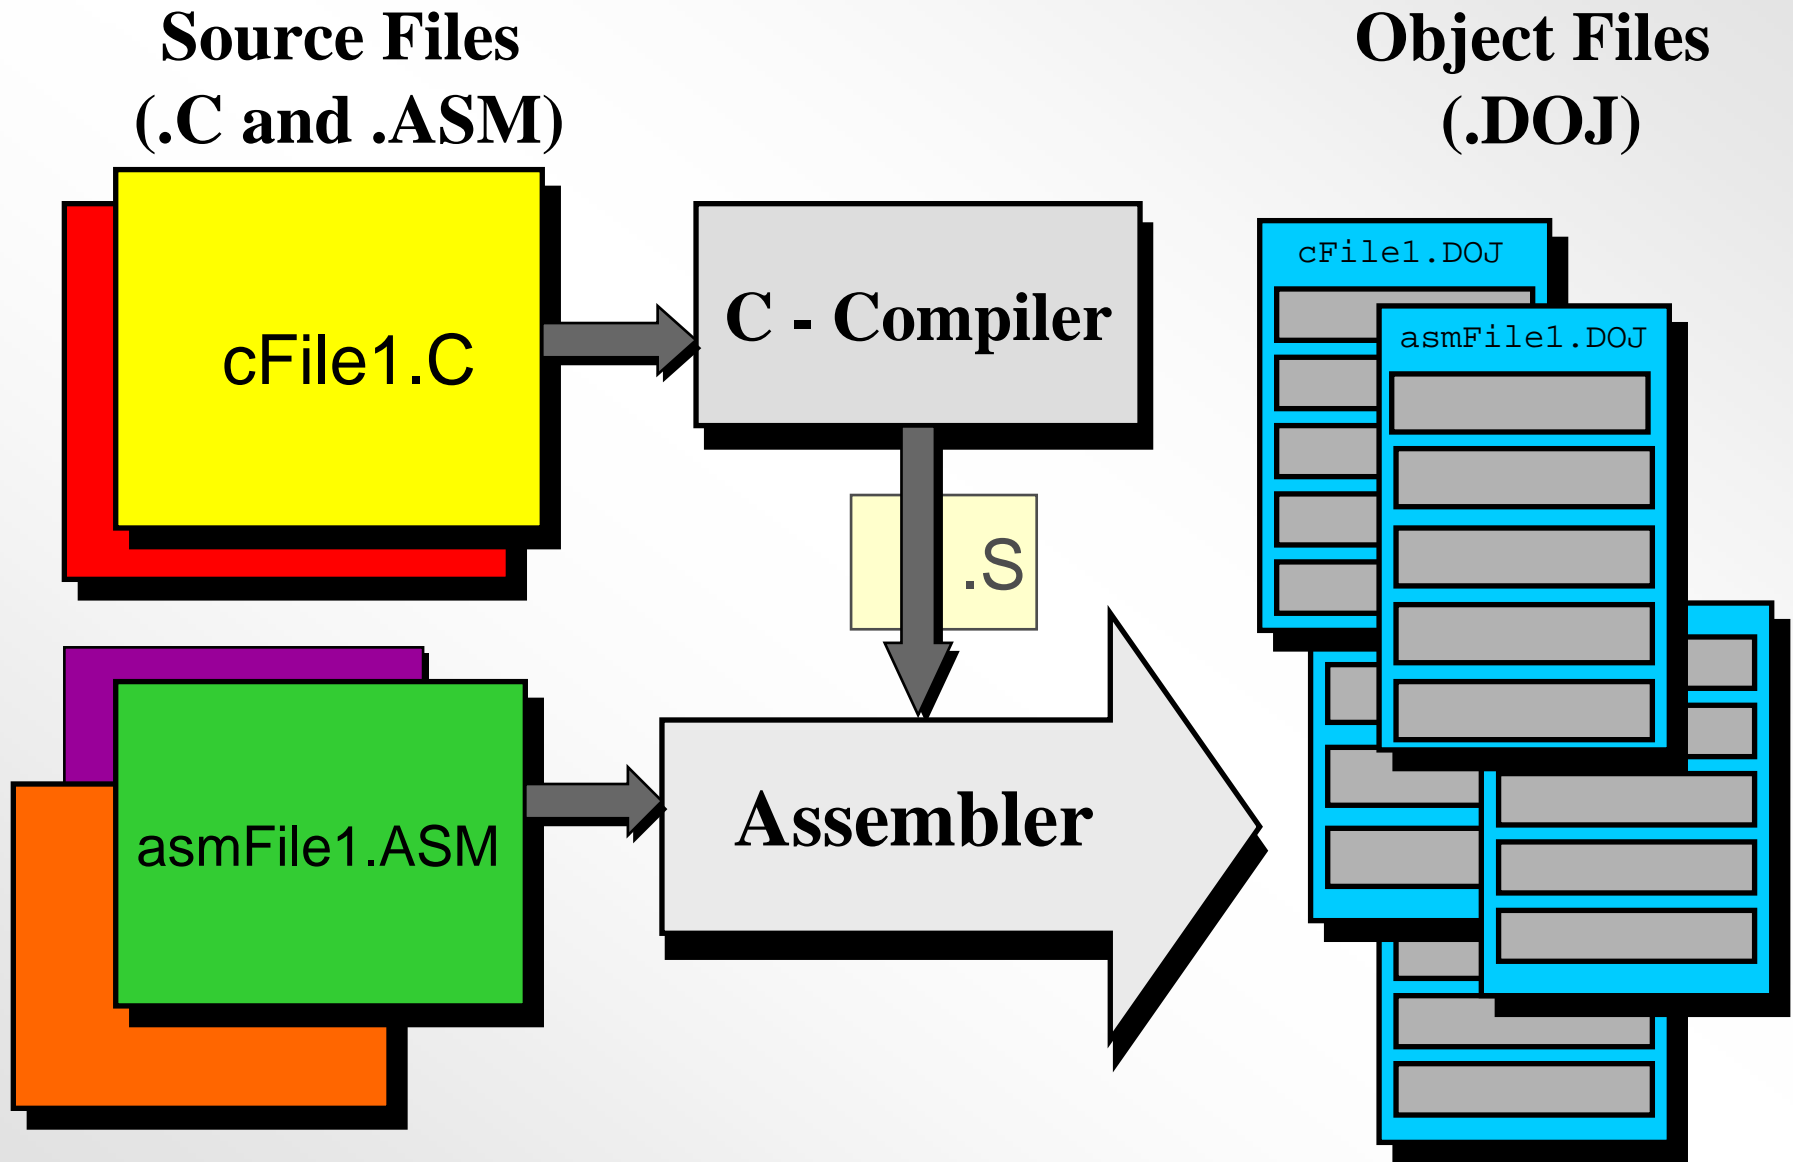 Source Files
(.C and .ASM)
Object Files
(.DOJ)
cFile1.C
C - Compiler
cFile1.DOJ
asmFile1.DOJ
.S
asmFile1.ASM
Assembler